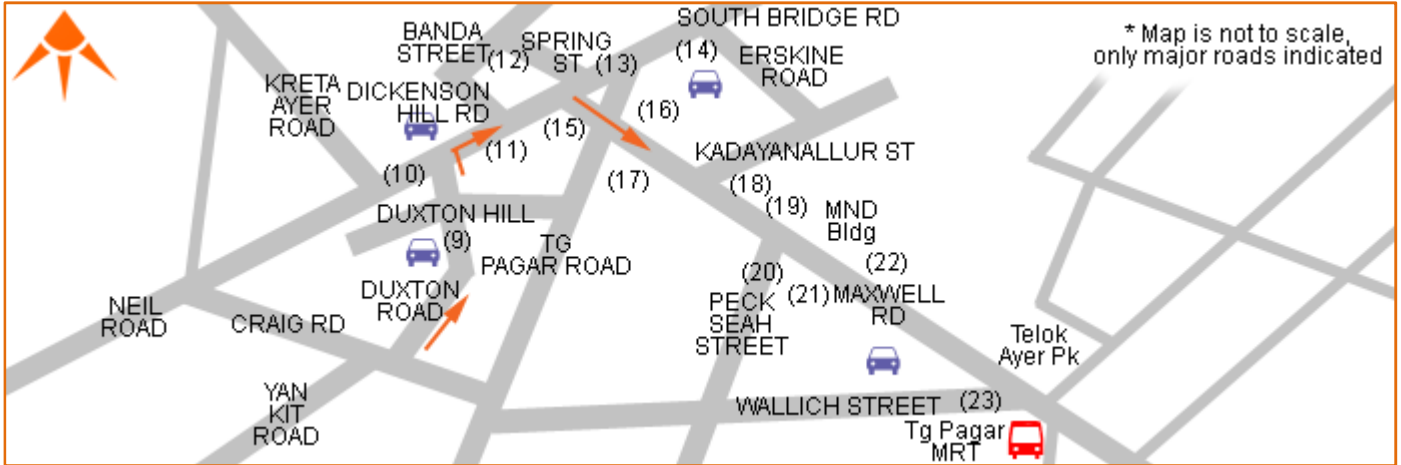 SOUTH BRIDGE RD
* Map is not to scale,
only major roads indicated
BANDA
STREET
(12)
SPRING
ST
(13)
(14)
ERSKINE
ROAD
KRETA
AYER
ROAD
DICKENSON
HILL RD
(16)
(15)
(11)
(10)
KADAYANALLUR ST
(17)
(18)
(19)
MND
Bldg
DUXTON HILL
(9)
TG
PAGAR ROAD
(22)
(20)
(21)
MAXWELL
RD
PECK
SEAH
STREET
DUXTON
ROAD
NEIL
ROAD
CRAIG RD
Telok
Ayer Pk
YAN
KIT
ROAD
WALLICH STREET
(23)
Tg Pagar
MRT